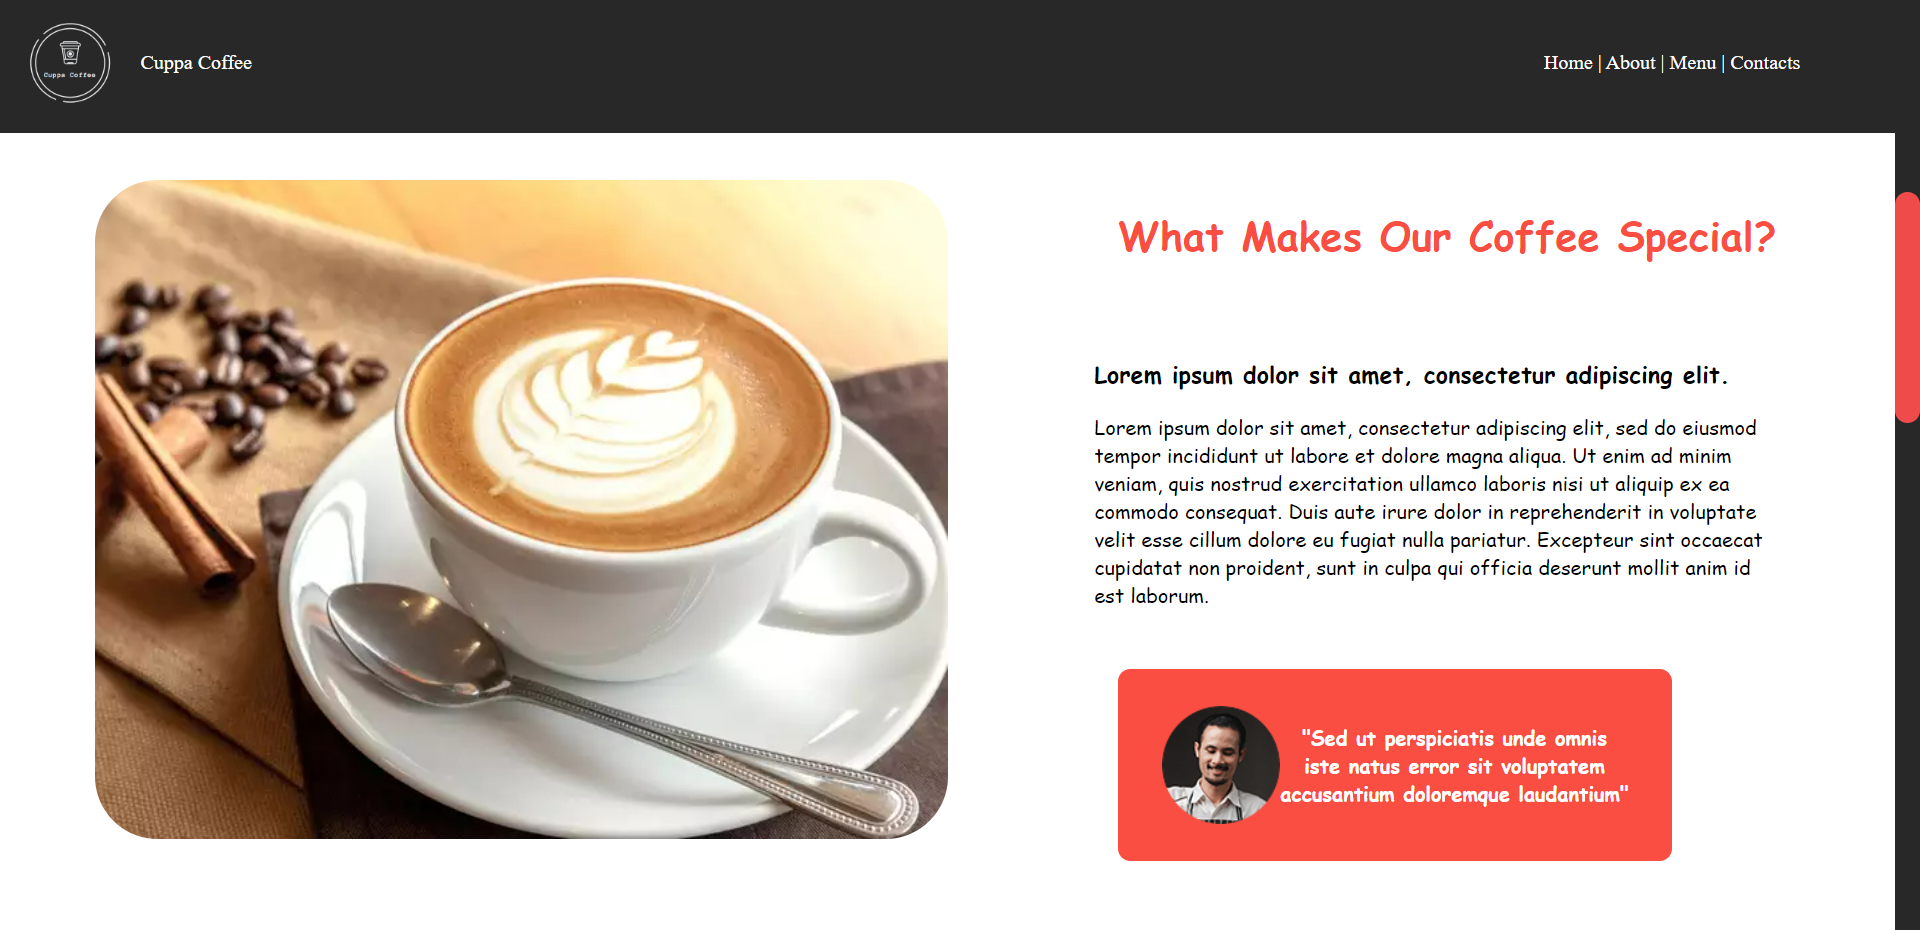 Cuppa Coffee
Cuppa Coffee
Home | About | Menu | Contacts
What Makes Our Coffee Special?
Lorem ipsum dolor sit amet, consectetur adipiscing elit.
Lorem ipsum dolor sit amet, consectetur adipiscing elit, sed do eiusmod
tempor incididunt ut labore et dolore magna aliqua. Ut enim ad minim
veniam, quis nostrud exercitation ullamco laboris nisi ut aliquip ex ea
commodo consequat. Duis aute irure dolor in reprehenderit in voluptate
velit esse cillum dolore eu fugiat nulla pariatur. Excepteur sint occaecat
cupidatat non proident, sunt in culpa qui officia deserunt mollit anim id
est laborum.
"Sed ut perspiciatis unde omnis
iste natus error sit voluptatem
accusantium doloremque laudantium"